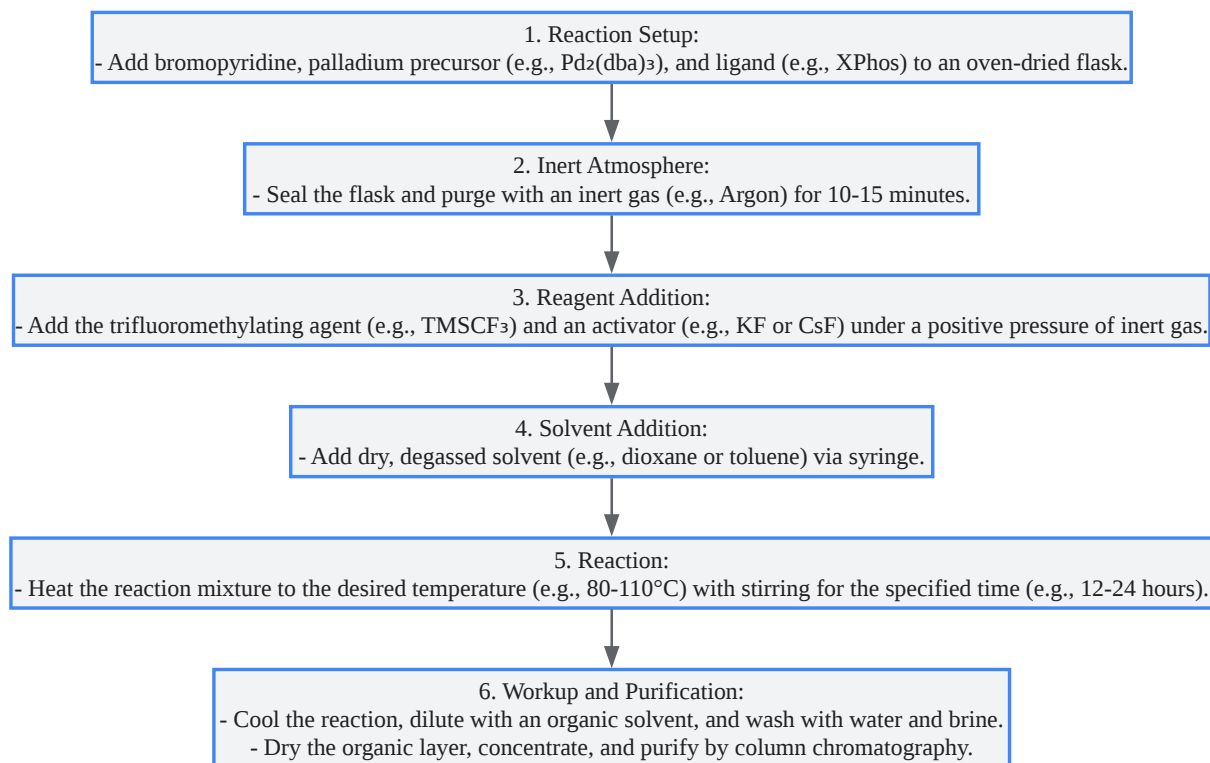 1. Reaction Setup:
- Add bromopyridine, palladium precursor (e.g., Pd₂(dba)₃), and ligand (e.g., XPhos) to an oven-dried flask.
2. Inert Atmosphere:
- Seal the flask and purge with an inert gas (e.g., Argon) for 10-15 minutes.
3. Reagent Addition:
- Add the trifluoromethylating agent (e.g., TMSCF₃) and an activator (e.g., KF or CsF) under a positive pressure of inert gas.
4. Solvent Addition:
- Add dry, degassed solvent (e.g., dioxane or toluene) via syringe.
5. Reaction:
- Heat the reaction mixture to the desired temperature (e.g., 80-110°C) with stirring for the specified time (e.g., 12-24 hours).
6. Workup and Purification:
- Cool the reaction, dilute with an organic solvent, and wash with water and brine.
- Dry the organic layer, concentrate, and purify by column chromatography.